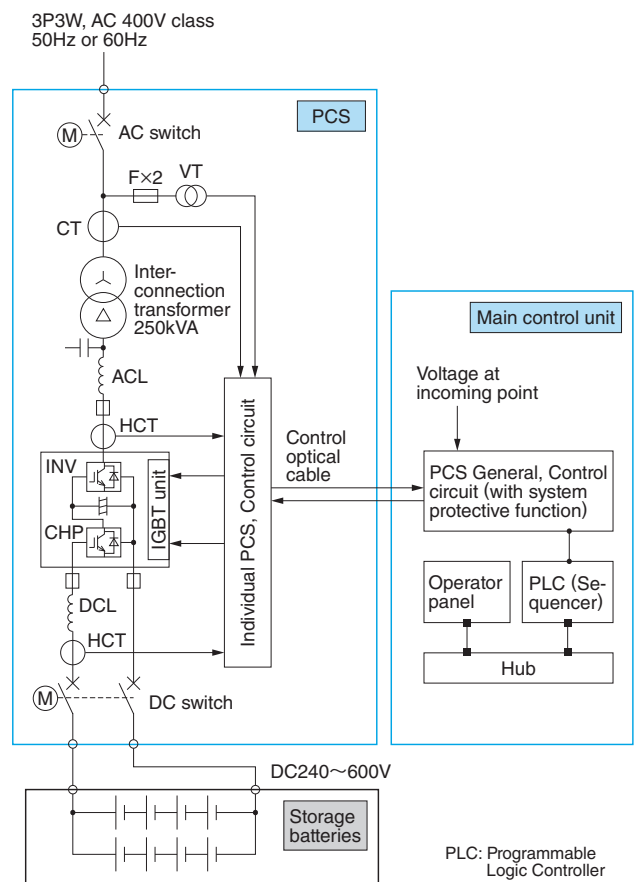 3P3W, AC 400V class
50Hz or 60Hz
PCS
M
AC switch
F×2
VT
CT
Inter-
connection
transformer
250kVA
ACL
HCT
INV
IGBT unit
CHP
DCL
HCT
M
DC switch
Individual PCS, Control circuit
Control
optical
cable
Main control unit
Voltage at
incoming point
PCS General, Control
circuit (with system
protective function)
Operator
panel
PLC (Se-
quencer)
Hub
DC240～600V
Storage
batteries
PLC: Programmable
Logic Controller